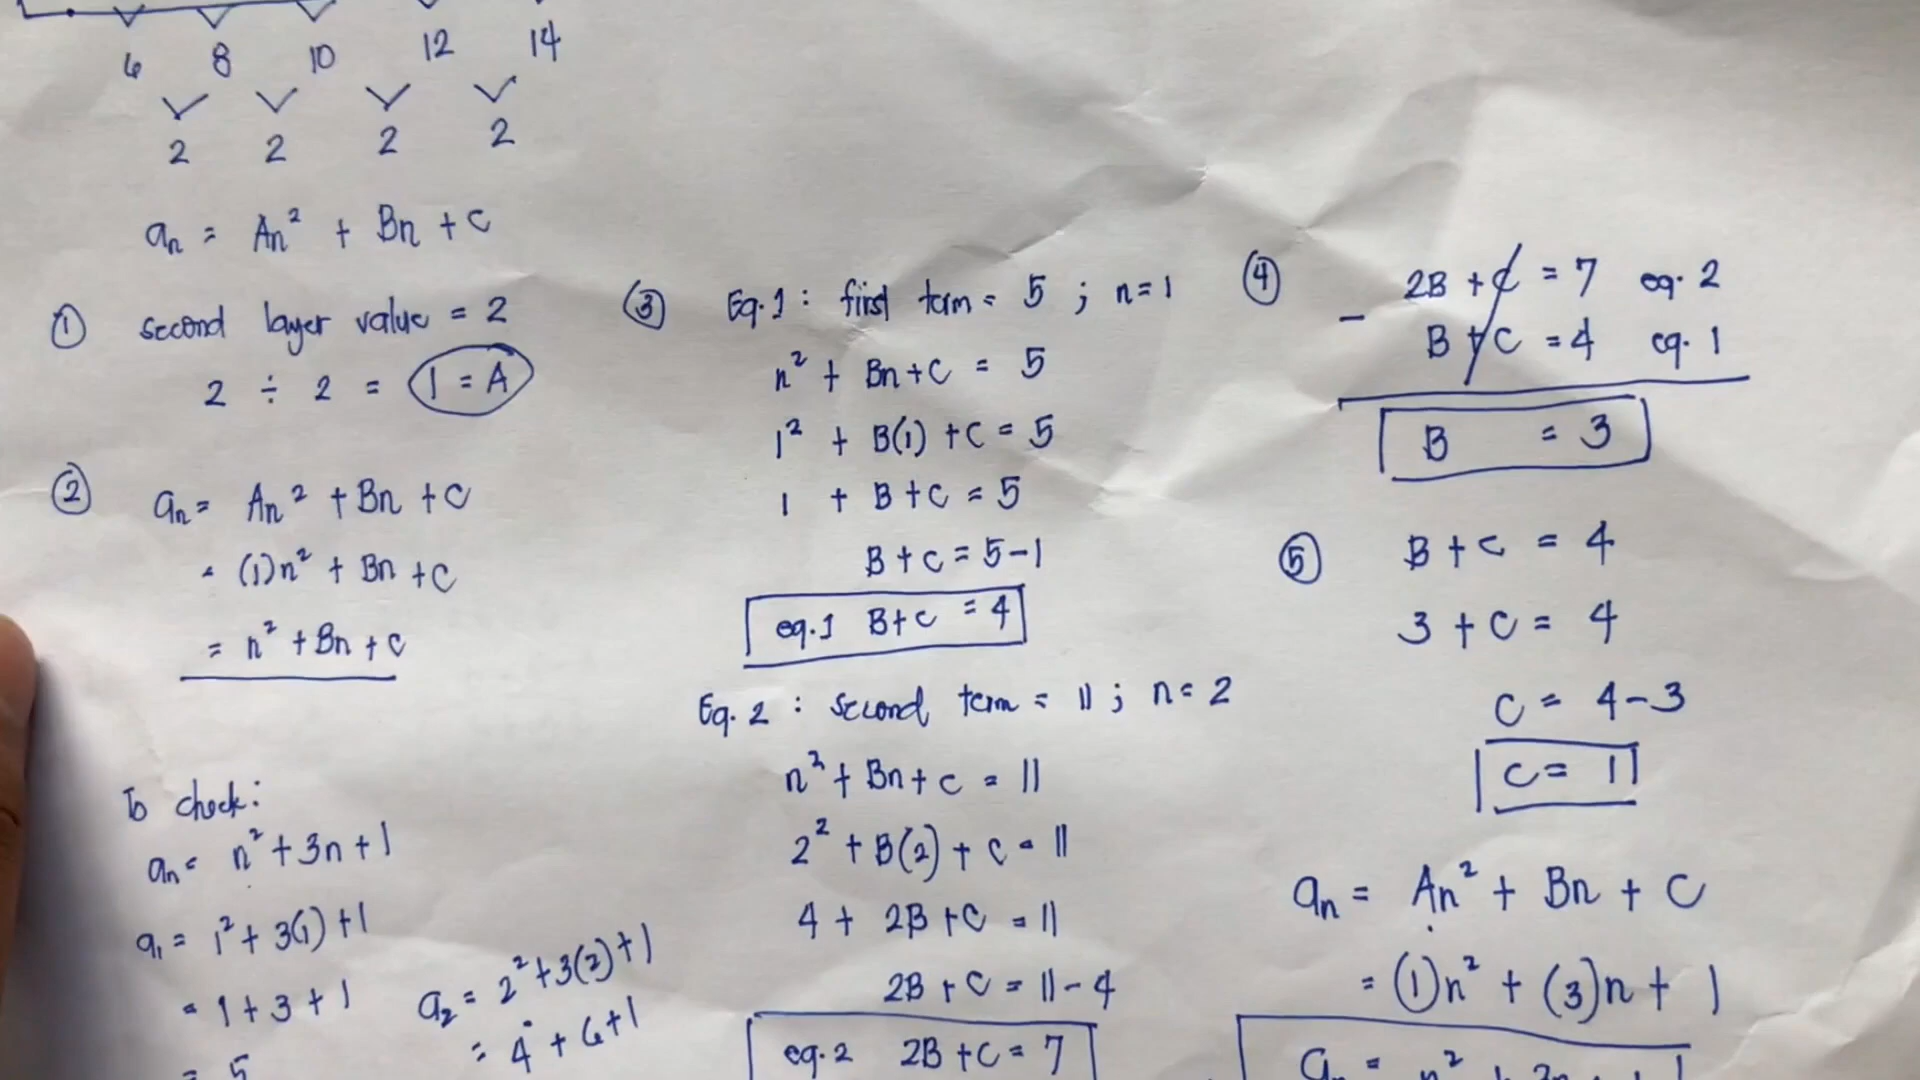 6 8 10 12 14
2 2 2 2
an = An² + Bn + C
① second layer value = 2
2 ÷ 2 = 1 = A
② an = An² + Bn + C
= (1)n² + Bn + C
= n² + Bn + C
To check:
an = n² + 3n + 1
a₁ = 1² + 3(1) + 1
= 1 + 3 + 1
= 5
a₂ = 2² + 3(2) + 1
= 4 + 6 + 1
③ Eq. 1 : first term = 5 ; n = 1
n² + Bn + C = 5
1² + B(1) + C = 5
1 + B + C = 5
B + C = 5 - 1
eq. 1 B + C = 4
Eq. 2 : second term = 11 ; n = 2
n² + Bn + C = 11
2² + B(2) + C = 11
4 + 2B + C = 11
2B + C = 11 - 4
eq. 2 2B + C = 7
④ 2B + C = 7 eq. 2
- B + C = 4 eq. 1
B = 3
⑤ B + C = 4
3 + C = 4
C = 4 - 3
C = 1
an = An² + Bn + C
= (1)n² + (3)n + 1
an = n² + 3n + 1